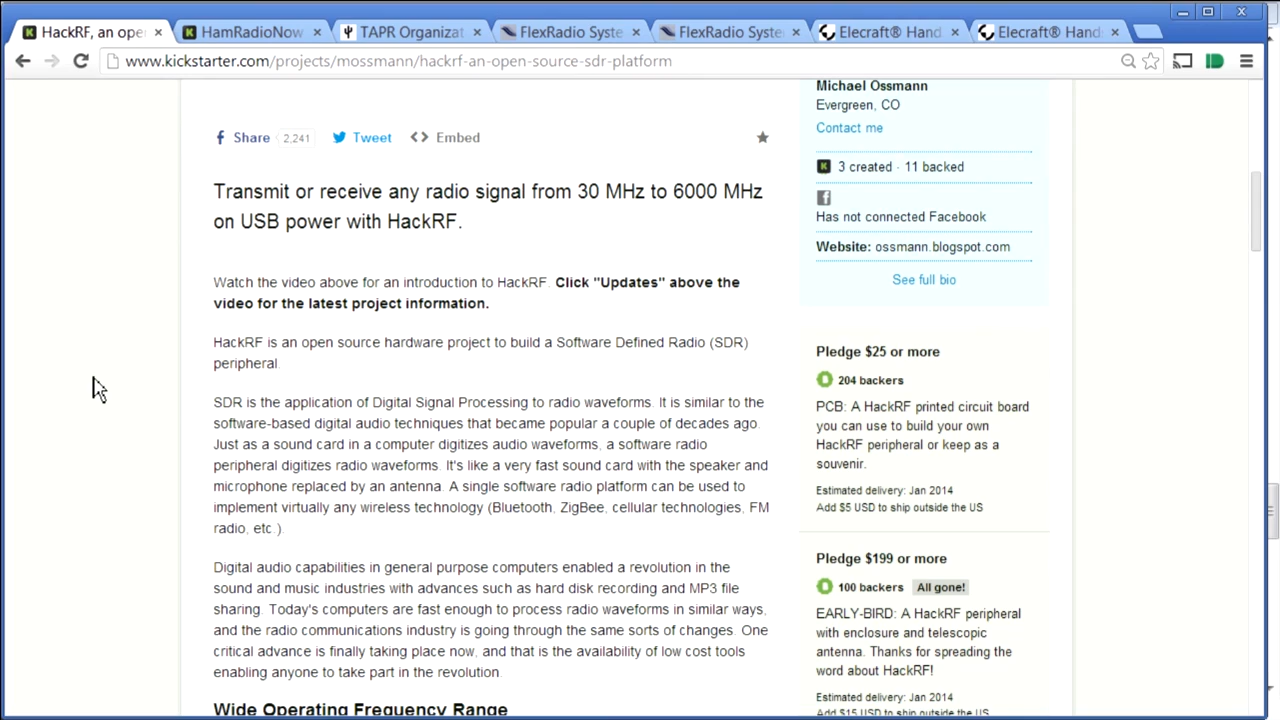 HackRF, an ope
HamRadioNow
TAPR Organizat
FlexRadio Syste
FlexRadio Syste
Elecraft® Hand
Elecraft® Hand
www.kickstarter.com/projects/mossmann/hackrf-an-open-source-sdr-platform
Share 2,241 Tweet Embed
Transmit or receive any radio signal from 30 MHz to 6000 MHz
on USB power with HackRF.
Watch the video above for an introduction to HackRF. Click "Updates" above the
video for the latest project information.
HackRF is an open source hardware project to build a Software Defined Radio (SDR)
peripheral.
SDR is the application of Digital Signal Processing to radio waveforms. It is similar to the
software-based digital audio techniques that became popular a couple of decades ago.
Just as a sound card in a computer digitizes audio waveforms, a software radio
peripheral digitizes radio waveforms. It's like a very fast sound card with the speaker and
microphone replaced by an antenna. A single software radio platform can be used to
implement virtually any wireless technology (Bluetooth, ZigBee, cellular technologies, FM
radio, etc.).
Digital audio capabilities in general purpose computers enabled a revolution in the
sound and music industries with advances such as hard disk recording and MP3 file
sharing. Today's computers are fast enough to process radio waveforms in similar ways,
and the radio communications industry is going through the same sorts of changes. One
critical advance is finally taking place now, and that is the availability of low cost tools
enabling anyone to take part in the revolution.
Wide Operating Frequency Range
Michael Ossmann
Evergreen, CO
Contact me
3 created · 11 backed
Has not connected Facebook
Website: ossmann.blogspot.com
See full bio
Pledge $25 or more
204 backers
PCB: A HackRF printed circuit board
you can use to build your own
HackRF peripheral or keep as a
souvenir.
Estimated delivery: Jan 2014
Add $5 USD to ship outside the US
Pledge $199 or more
100 backers All gone!
EARLY-BIRD: A HackRF peripheral
with enclosure and telescopic
antenna. Thanks for spreading the
word about HackRF!
Estimated delivery: Jan 2014
Add $15 USD to ship outside the US